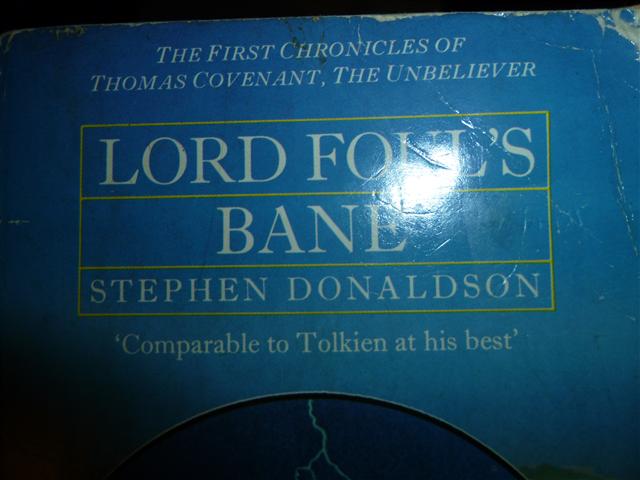 THE FIRST CHRONICLES OF
THOMAS COVENANT, THE UNBELIEVER
LORD FOUL'S
BANE
STEPHEN DONALDSON
'Comparable to Tolkien at his best'